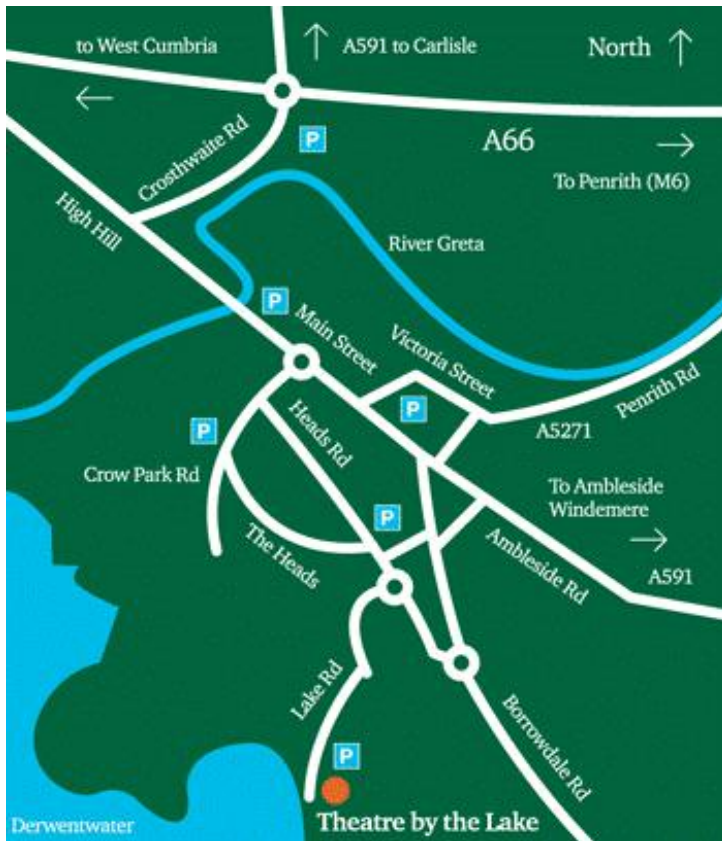 to West Cumbria
A591 to Carlisle
North
Crosthwaite Rd
P
A66
To Penrith (M6)
High Hill
River Greta
P
Main Street
Victoria Street
Penrith Rd
P
Heads Rd
P
A5271
Crow Park Rd
To Ambleside
Windemere
P
The Heads
Ambleside Rd
A591
Lake Rd
Borrowdale Rd
P
Theatre by the Lake
Derwentwater